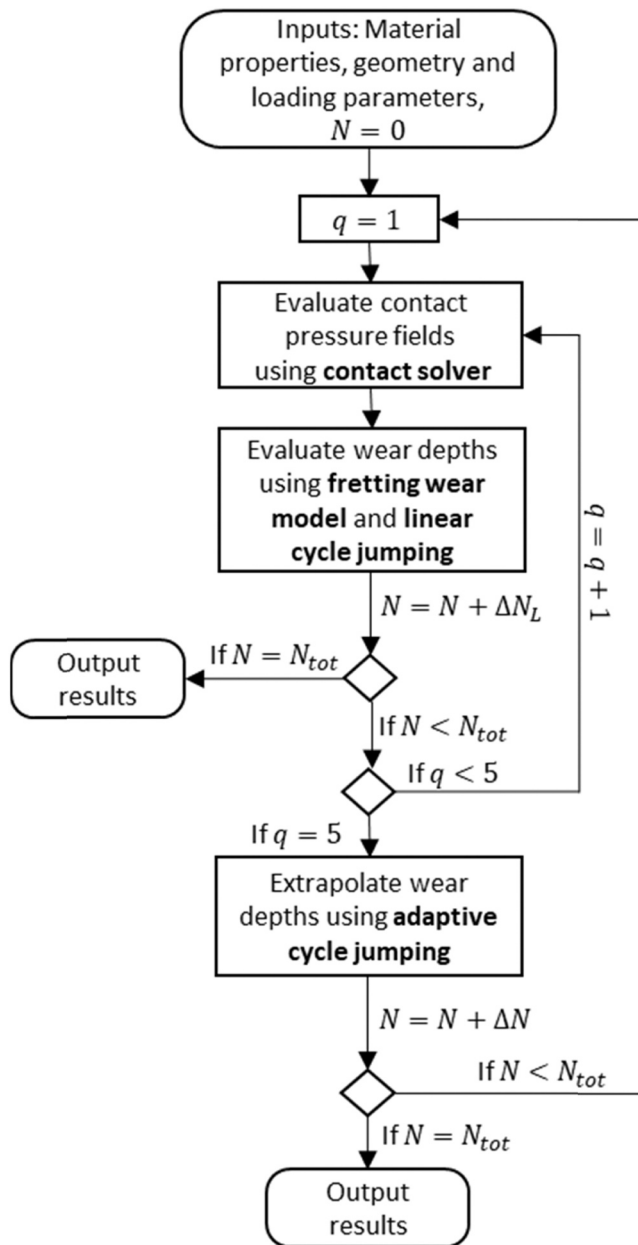 Inputs: Material
properties, geometry and
loading parameters,
N = 0
q = 1
Evaluate contact
pressure fields
using contact solver
Evaluate wear depths
using fretting wear
model and linear
cycle jumping
q = q + 1
N = N + ΔN_L
If N = N_tot
Output
results
If N < N_tot
If q < 5
If q = 5
Extrapolate wear
depths using adaptive
cycle jumping
N = N + ΔN
If N < N_tot
If N = N_tot
Output
results